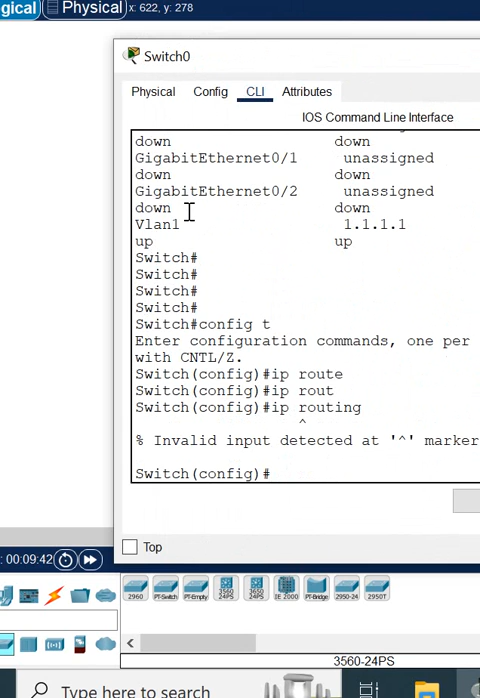 gical Physical x: 622, y: 278
Switch0
Physical Config CLI Attributes
IOS Command Line Interface
down down
GigabitEthernet0/1 unassigned
down down
GigabitEthernet0/2 unassigned
down down
Vlan1 1.1.1.1
up up
Switch#
Switch#
Switch#
Switch#
Switch#config t
Enter configuration commands, one per
with CNTL/Z.
Switch(config)#ip route
Switch(config)#ip rout
Switch(config)#ip routing
^
% Invalid input detected at '^' marker
Switch(config)#
Top
: 00:09:42
2960 PT-Switch PT-Empty 3560 24PS 3650 24PS IE 2000 PT-Bridge 2950-24 2950T
<
3560-24PS
Type here to search